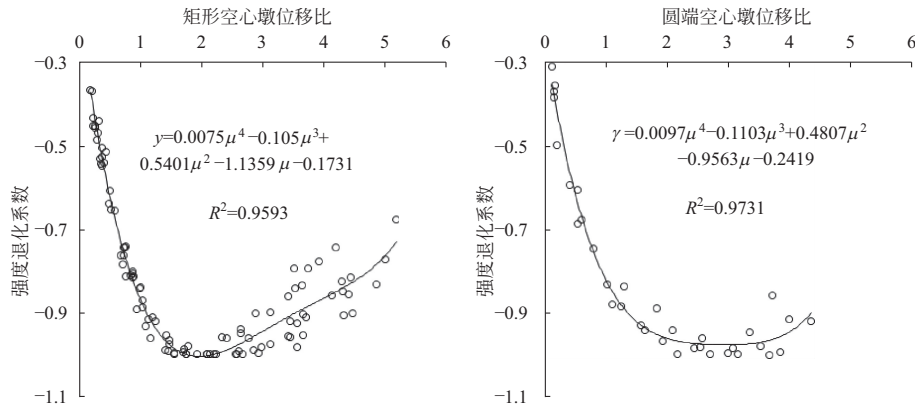 矩形空心墩位移比
0 1 2 3 4 5 6
−0.3
−0.5
−0.7
−0.9
−1.1
强度退化系数
y=0.0075μ⁴−0.105μ³+
0.5401μ²−1.1359μ−0.1731
R²=0.9593
圆端空心墩位移比
0 1 2 3 4 5 6
−0.3
−0.5
−0.7
−0.9
−1.1
强度退化系数
γ=0.0097μ⁴−0.1103μ³+0.4807μ²
−0.9563μ−0.2419
R²=0.9731